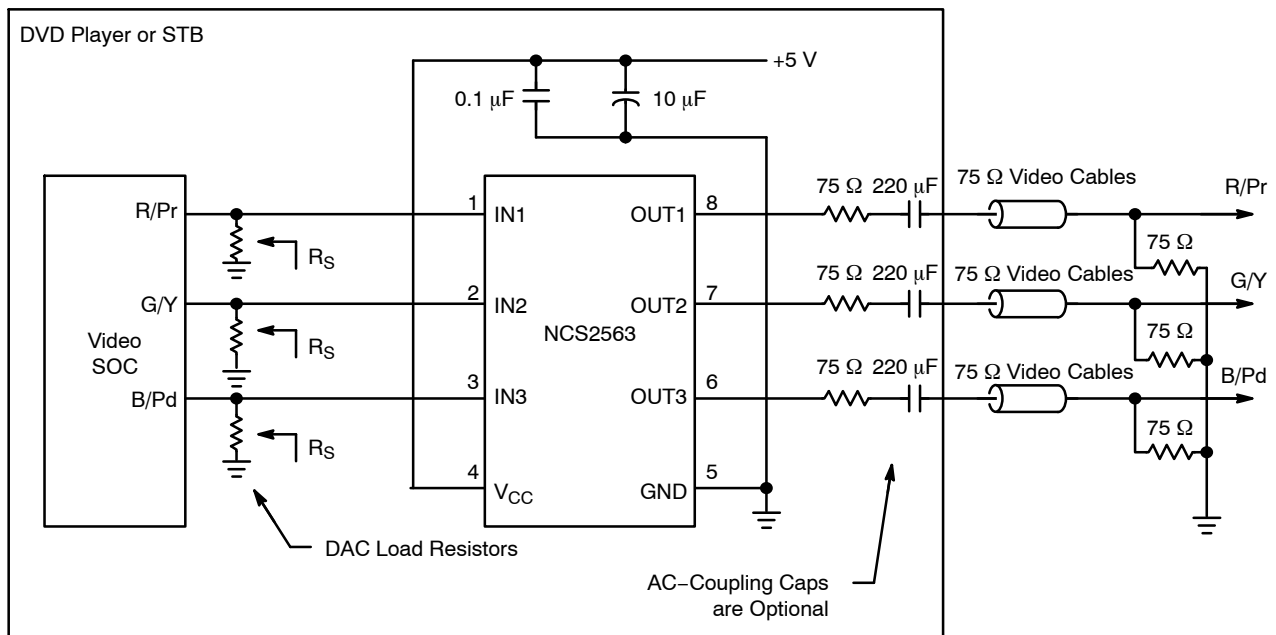 DVD Player or STB
+5 V
0.1 μF
10 μF
75 Ω 220 μF
75 Ω Video Cables
R/Pr
R/Pr
1
IN1
OUT1
8
RS
75 Ω
75 Ω 220 μF
75 Ω Video Cables
G/Y
G/Y
2
IN2
OUT2
7
Video
SOC
RS
NCS2563
75 Ω
75 Ω 220 μF
75 Ω Video Cables
B/Pd
B/Pd
3
IN3
OUT3
6
RS
75 Ω
4
VCC
GND
5
DAC Load Resistors
AC−Coupling Caps
are Optional